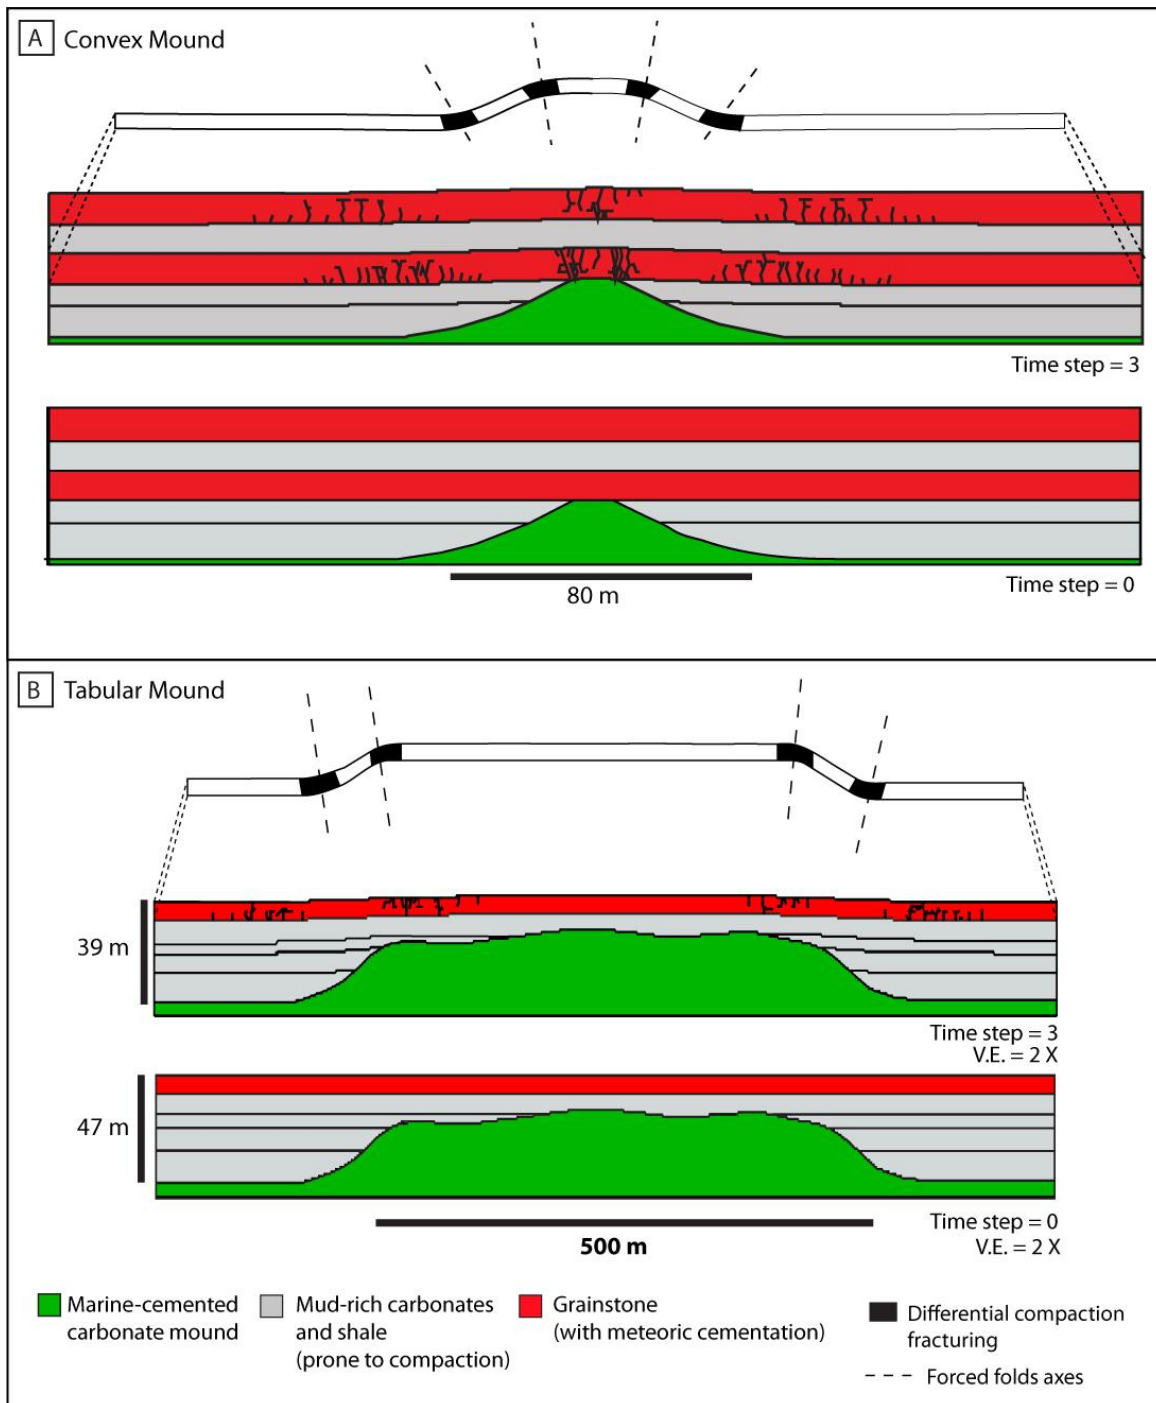 A Convex Mound
Time step = 3
80 m
Time step = 0
B Tabular Mound
39 m
Time step = 3
V.E. = 2 X
47 m
500 m
Time step = 0
V.E. = 2 X
Marine-cemented
carbonate mound
Mud-rich carbonates
and shale
(prone to compaction)
Grainstone
(with meteoric cementation)
Differential compaction
fracturing
Forced folds axes